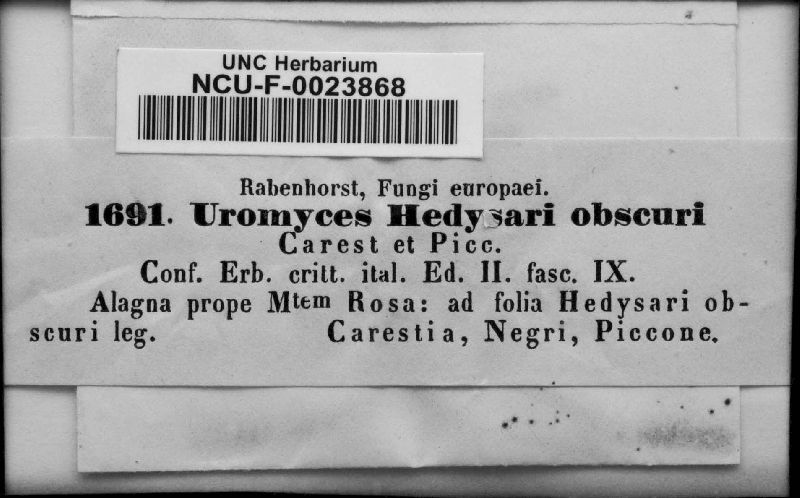 UNC Herbarium
NCU-F-0023868
Rabenhorst, Fungi europaei.
1691. Uromyces Hedysari obscuri
Carest et Picc.
Conf. Erb. critt. ital. Ed. II. fasc. IX.
Alagna prope Mtem Rosa: ad folia Hedysari ob-
scuri leg. Carestia, Negri, Piccone.